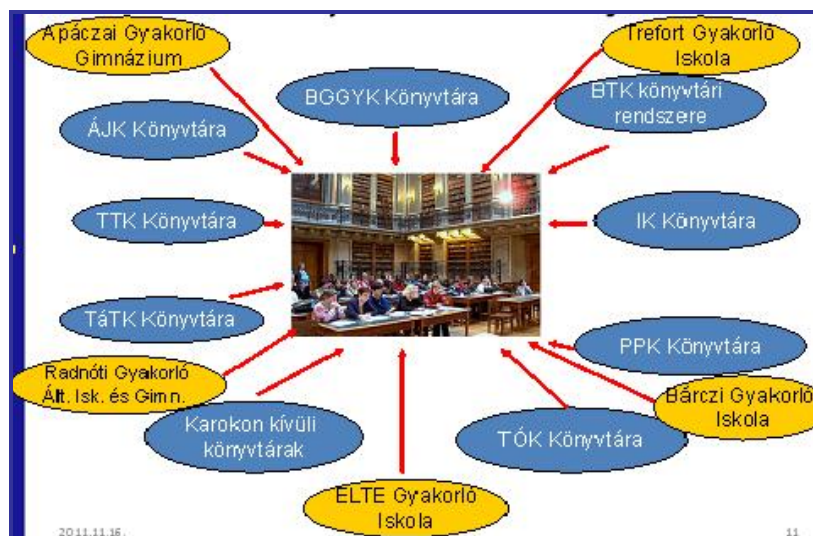 Apáczai Gyakorló
Gimnázium
Trefort Gyakorló
Iskola
BGGYK Könyvtára
BTK könyvtári
rendszere
ÁJK Könyvtára
TTK Könyvtára
IK Könyvtára
TáTK Könyvtára
PPK Könyvtára
Radnóti Gyakorló
Ált. Isk. és Gimn.
Bárczi Gyakorló
Iskola
Karokon kívüli
könyvtárak
TÓK Könyvtára
ELTE Gyakorló
Iskola
2011.11.16.
11